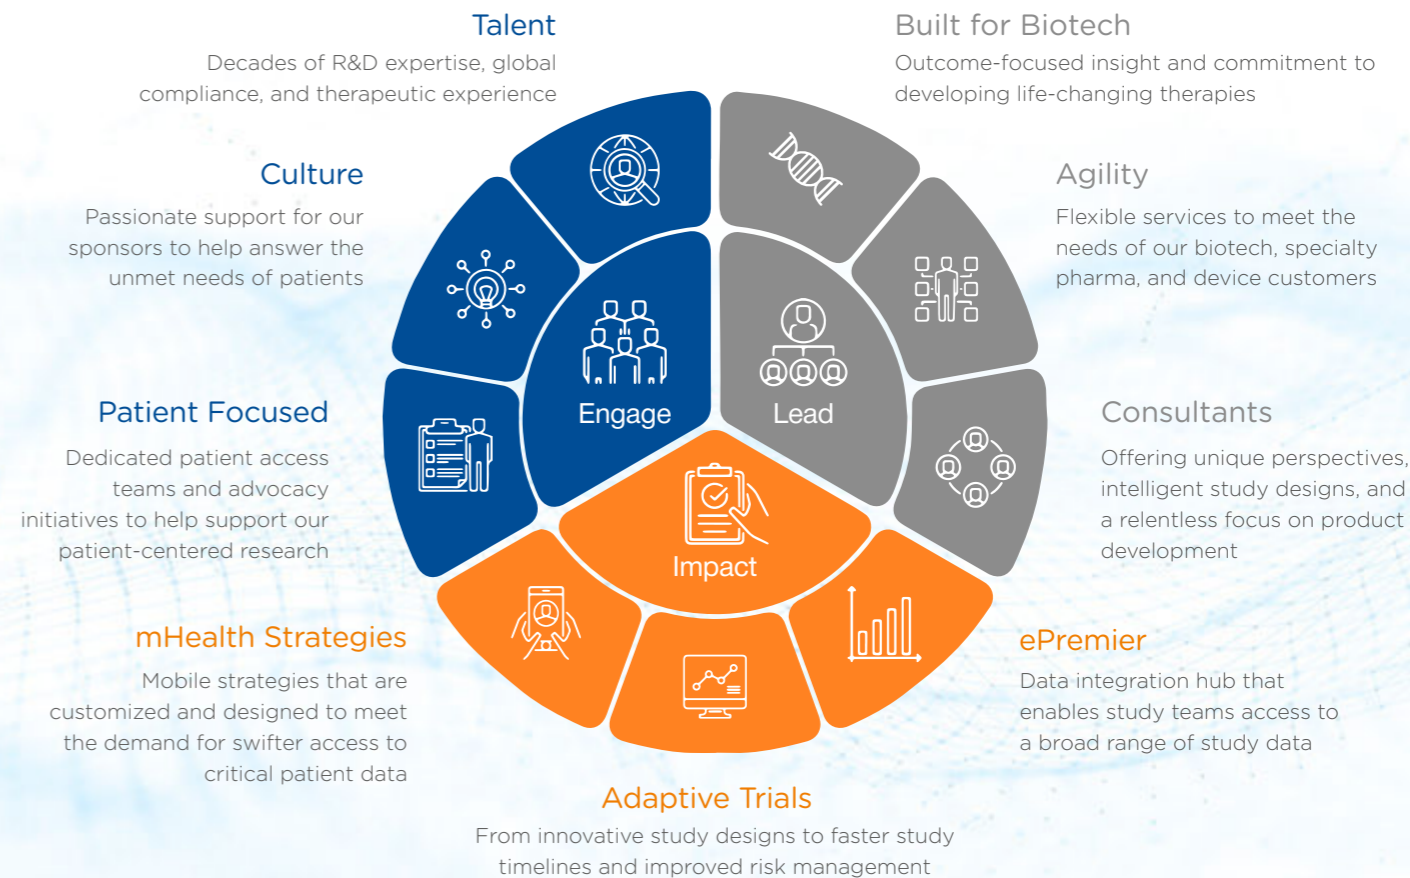 Talent
Decades of R&D expertise, global
compliance, and therapeutic experience
Built for Biotech
Outcome-focused insight and commitment to
developing life-changing therapies
Culture
Passionate support for our
sponsors to help answer the
unmet needs of patients
Agility
Flexible services to meet the
needs of our biotech, specialty
pharma, and device customers
Engage
Lead
Patient Focused
Dedicated patient access
teams and advocacy
initiatives to help support our
patient-centered research
Consultants
Offering unique perspectives,
intelligent study designs, and
a relentless focus on product
development
Impact
mHealth Strategies
Mobile strategies that are
customized and designed to meet
the demand for swifter access to
critical patient data
ePremier
Data integration hub that
enables study teams access to
a broad range of study data
Adaptive Trials
From innovative study designs to faster study
timelines and improved risk management